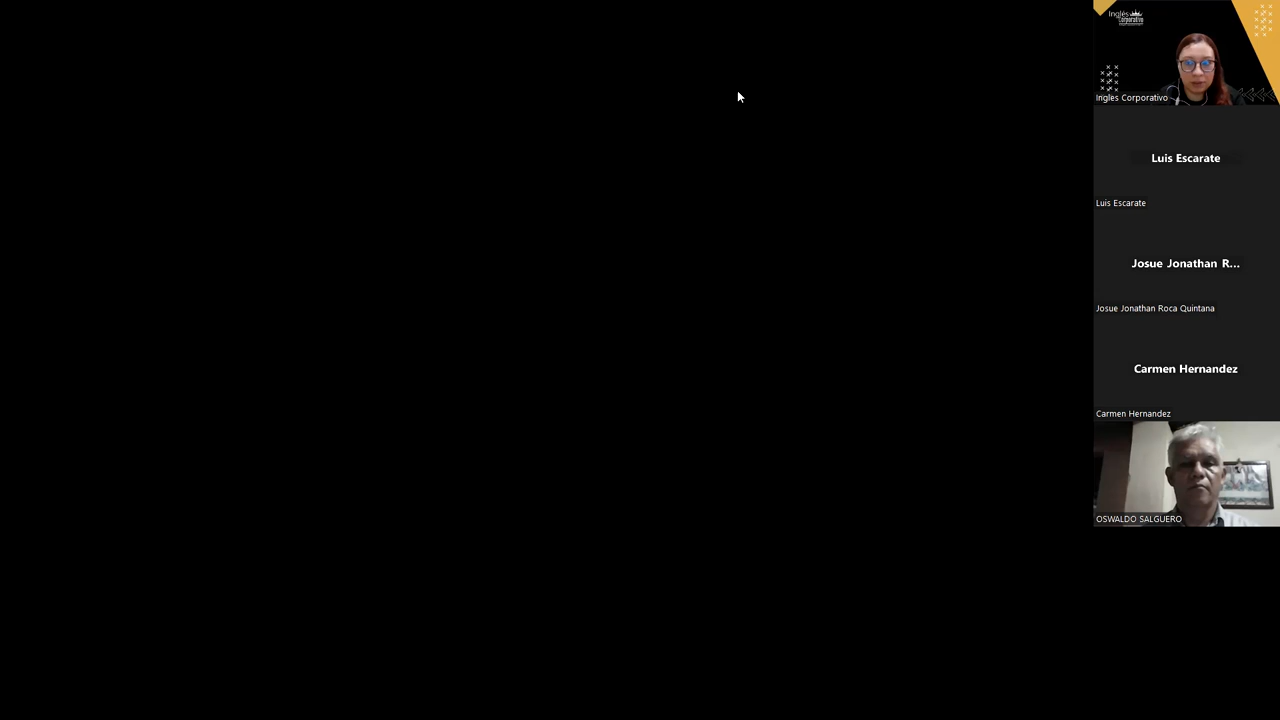 Inglés
Corporativo
Ingles Corporativo
Luis Escarate
Luis Escarate
Josue Jonathan R...
Josue Jonathan Roca Quintana
Carmen Hernandez
Carmen Hernandez
OSWALDO SALGUERO